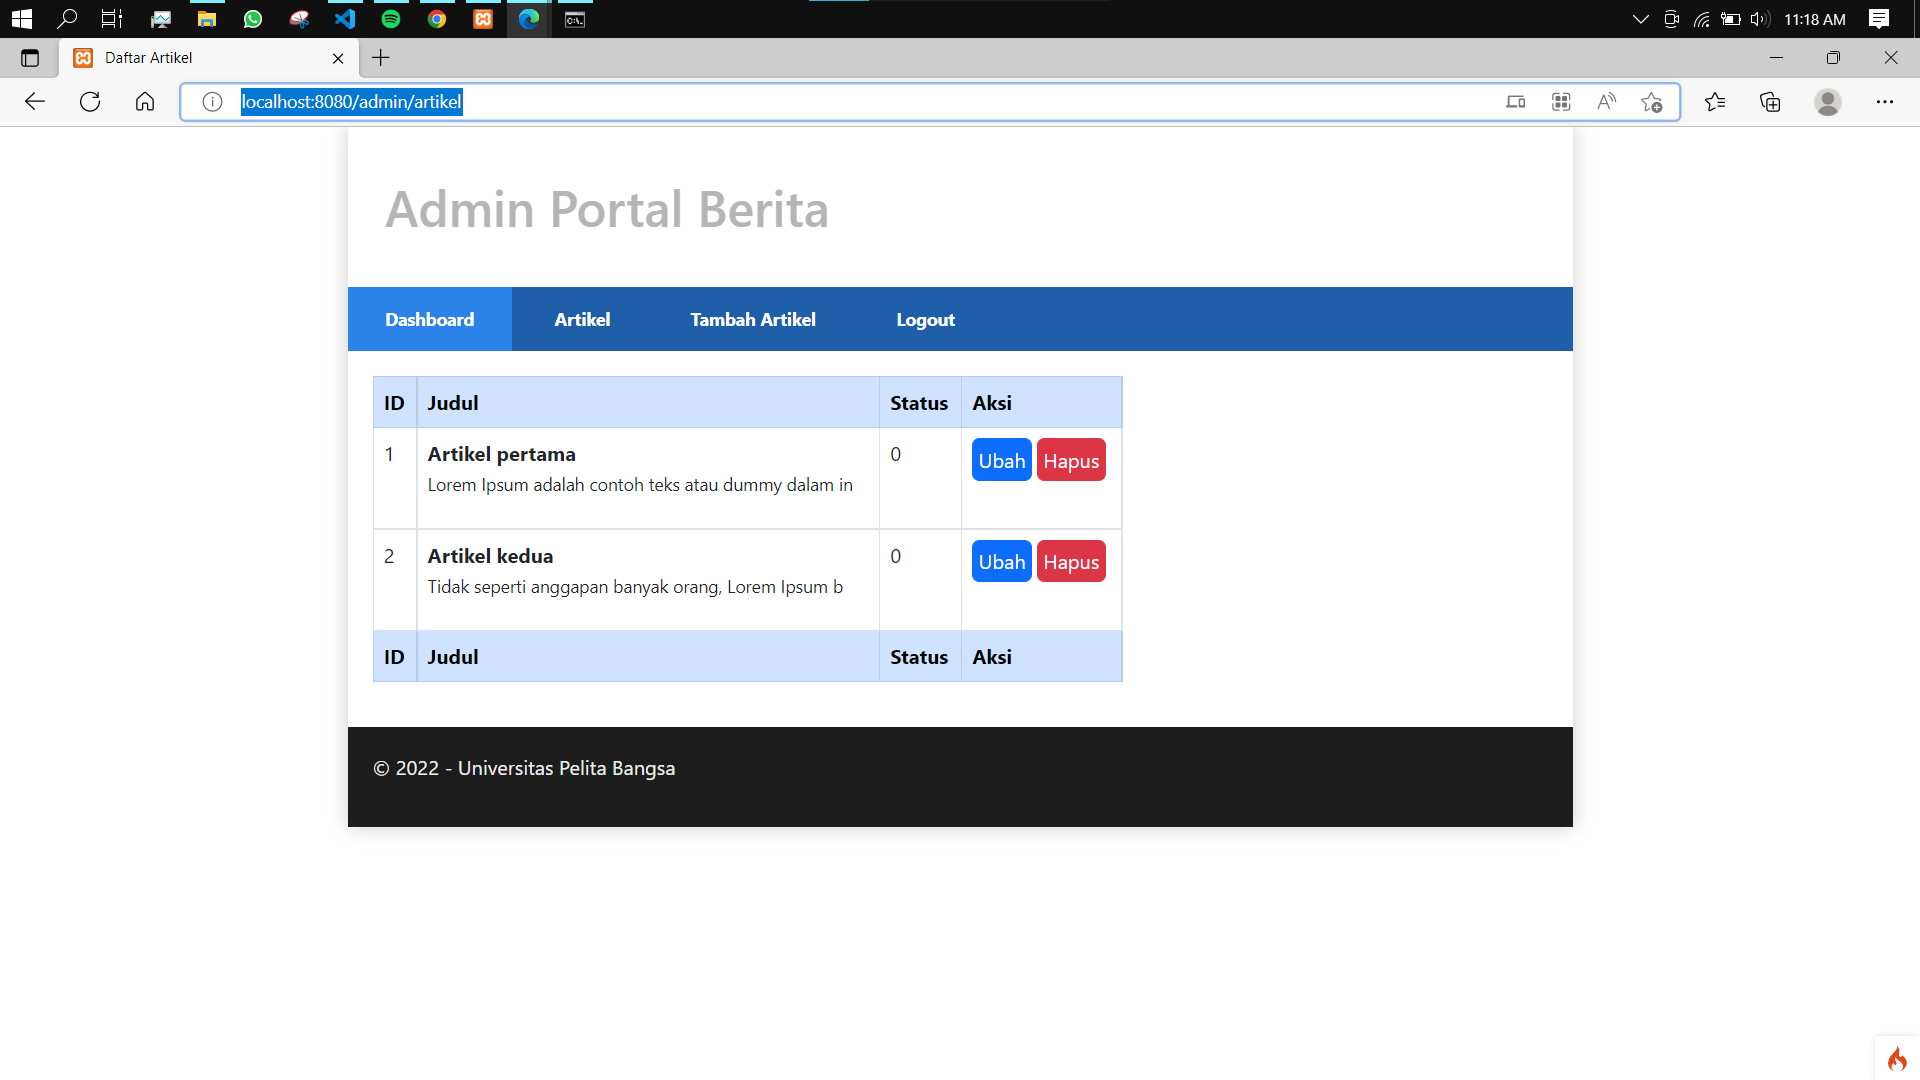 11:18 AM
Daftar Artikel
localhost:8080/admin/artikel
Admin Portal Berita
Dashboard Artikel Tambah Artikel Logout
ID Judul Status Aksi
1 Artikel pertama 0 Ubah Hapus
Lorem Ipsum adalah contoh teks atau dummy dalam in
2 Artikel kedua 0 Ubah Hapus
Tidak seperti anggapan banyak orang, Lorem Ipsum b
ID Judul Status Aksi
© 2022 - Universitas Pelita Bangsa